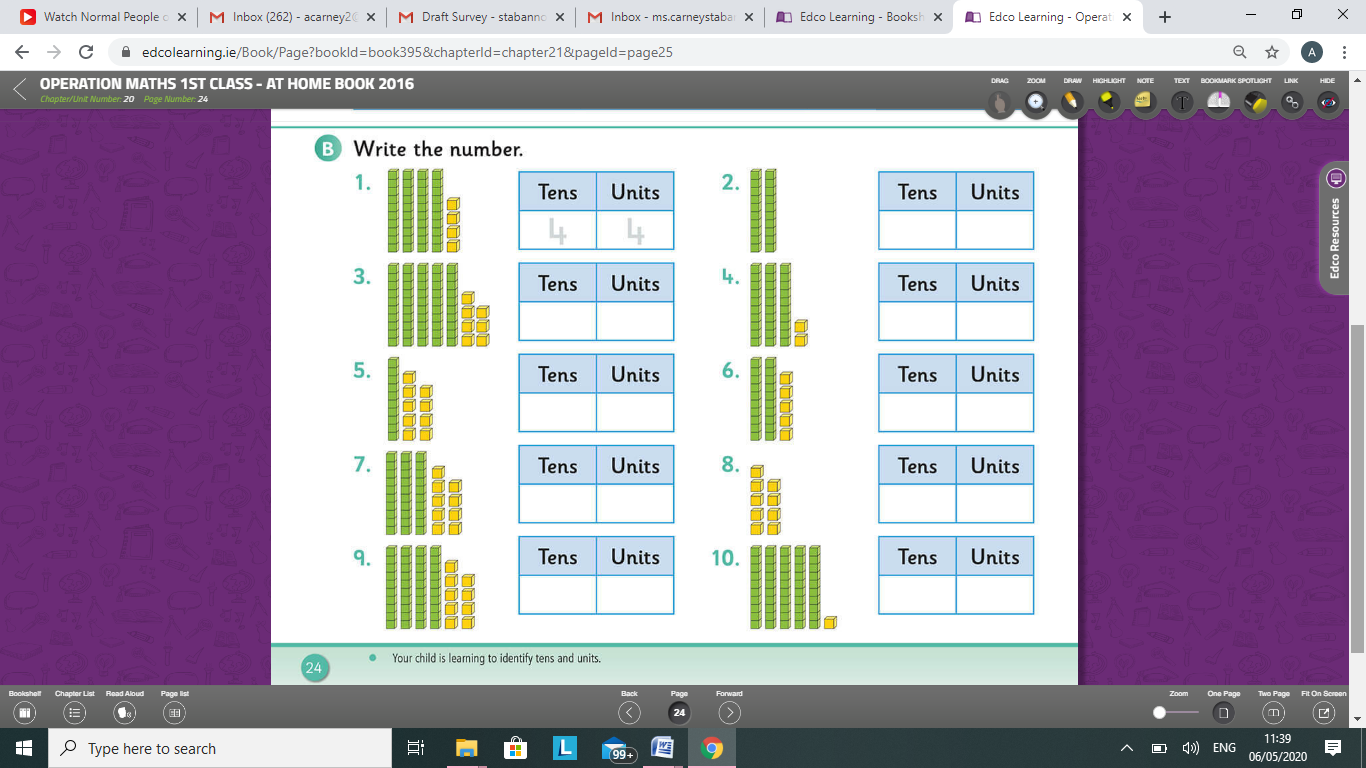 Watch Normal People o
Inbox (262) - acarney2@
Draft Survey - stabanno
Inbox - ms.carneystaba
Edco Learning - Booksh
Edco Learning - Operat
edcolearning.ie/Book/Page?bookId=book395&chapterId=chapter21&pageId=page25
A
OPERATION MATHS 1ST CLASS - AT HOME BOOK 2016
Chapter/Unit Number: 20 Page Number: 24
DRAG ZOOM DRAW HIGHLIGHT NOTE TEXT BOOKMARK SPOTLIGHT LINK HIDE
Edco Resources
B Write the number.
1. Tens Units
4 4
2. Tens Units
3. Tens Units
4. Tens Units
5. Tens Units
6. Tens Units
7. Tens Units
8. Tens Units
9. Tens Units
10. Tens Units
24 • Your child is learning to identify tens and units.
Bookshelf Chapter List Read Aloud Page list Back Page Forward Zoom One Page Two Page Fit On Screen
24
Type here to search
L
99+
W
ENG
11:39
06/05/2020